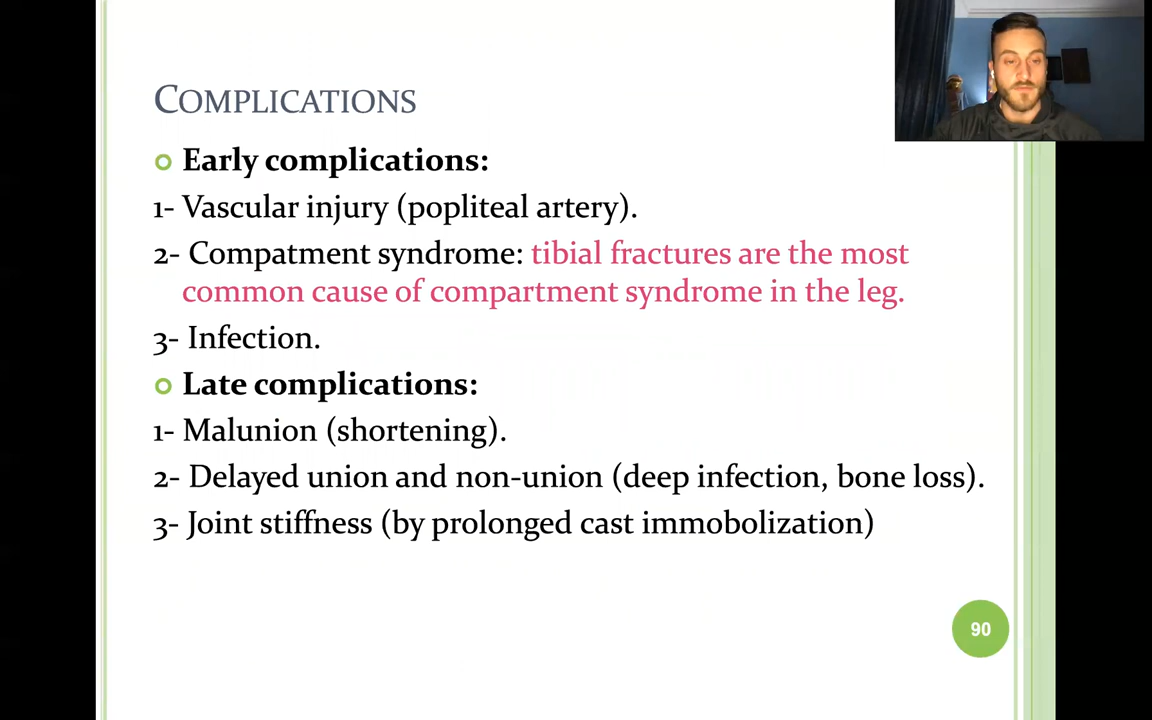 COMPLICATIONS
Early complications:
1- Vascular injury (popliteal artery).
2- Compatment syndrome: tibial fractures are the most
common cause of compartment syndrome in the leg.
3- Infection.
Late complications:
1- Malunion (shortening).
2- Delayed union and non-union (deep infection, bone loss).
3- Joint stiffness (by prolonged cast immobolization)
90